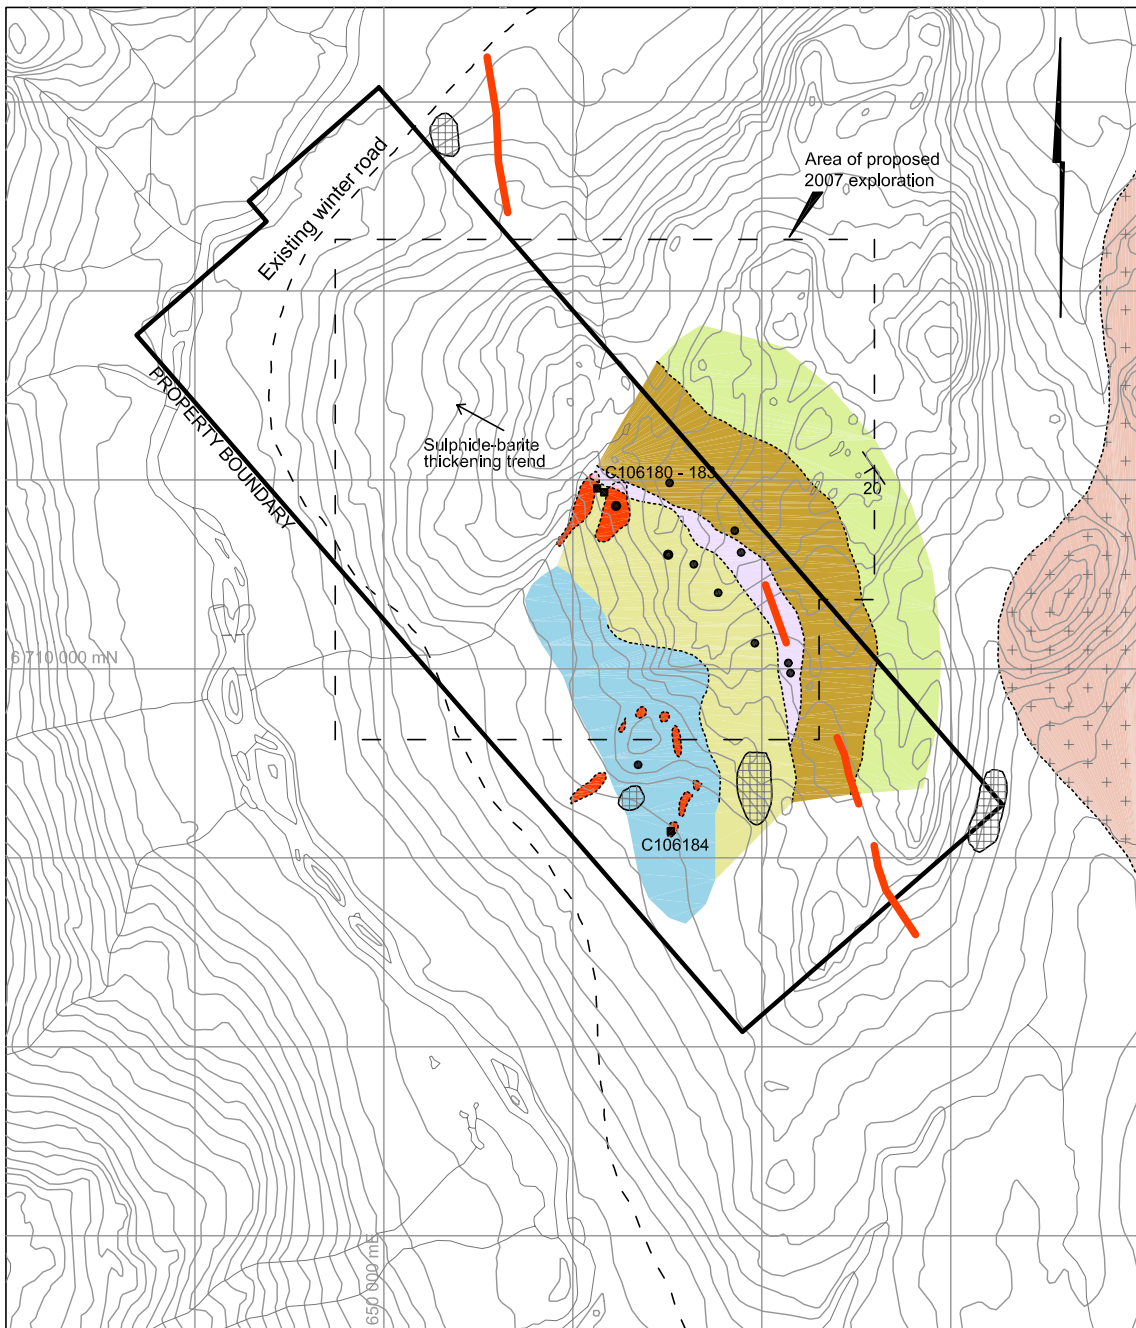 Area of proposed
2007 exploration
Existing winter road
PROPERTY BOUNDARY
Sulphide-barite
thickening trend
C106180 - 183
20
6 710 000 mN
C106184
650 000 mE